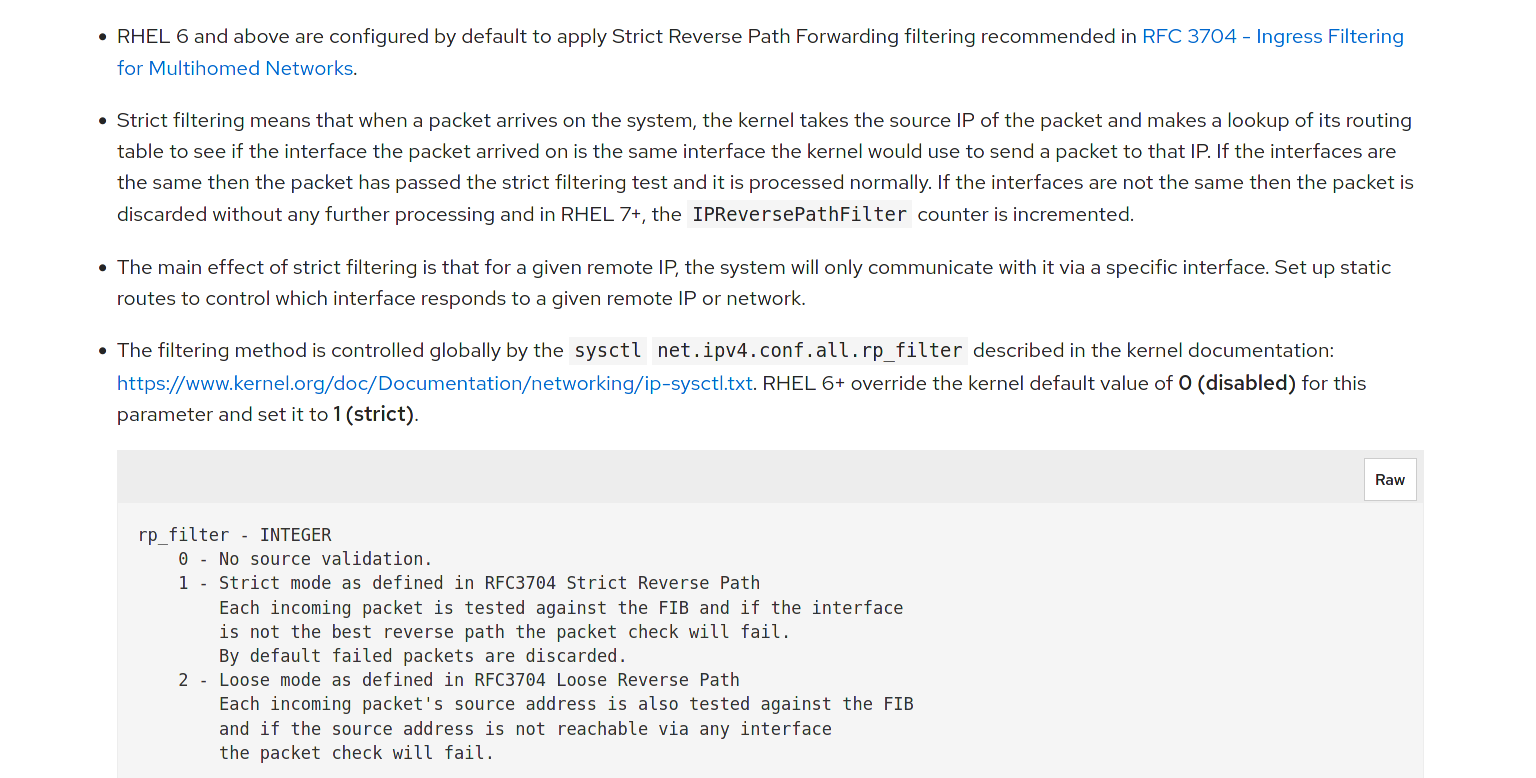 • RHEL 6 and above are configured by default to apply Strict Reverse Path Forwarding filtering recommended in RFC 3704 - Ingress Filtering
for Multihomed Networks.
• Strict filtering means that when a packet arrives on the system, the kernel takes the source IP of the packet and makes a lookup of its routing
table to see if the interface the packet arrived on is the same interface the kernel would use to send a packet to that IP. If the interfaces are
the same then the packet has passed the strict filtering test and it is processed normally. If the interfaces are not the same then the packet is
discarded without any further processing and in RHEL 7+, the IPReversePathFilter counter is incremented.
• The main effect of strict filtering is that for a given remote IP, the system will only communicate with it via a specific interface. Set up static
routes to control which interface responds to a given remote IP or network.
• The filtering method is controlled globally by the sysctl net.ipv4.conf.all.rp_filter described in the kernel documentation:
https://www.kernel.org/doc/Documentation/networking/ip-sysctl.txt. RHEL 6+ override the kernel default value of 0 (disabled) for this
parameter and set it to 1 (strict).
Raw
rp_filter - INTEGER
    0 - No source validation.
    1 - Strict mode as defined in RFC3704 Strict Reverse Path
        Each incoming packet is tested against the FIB and if the interface
        is not the best reverse path the packet check will fail.
        By default failed packets are discarded.
    2 - Loose mode as defined in RFC3704 Loose Reverse Path
        Each incoming packet's source address is also tested against the FIB
        and if the source address is not reachable via any interface
        the packet check will fail.